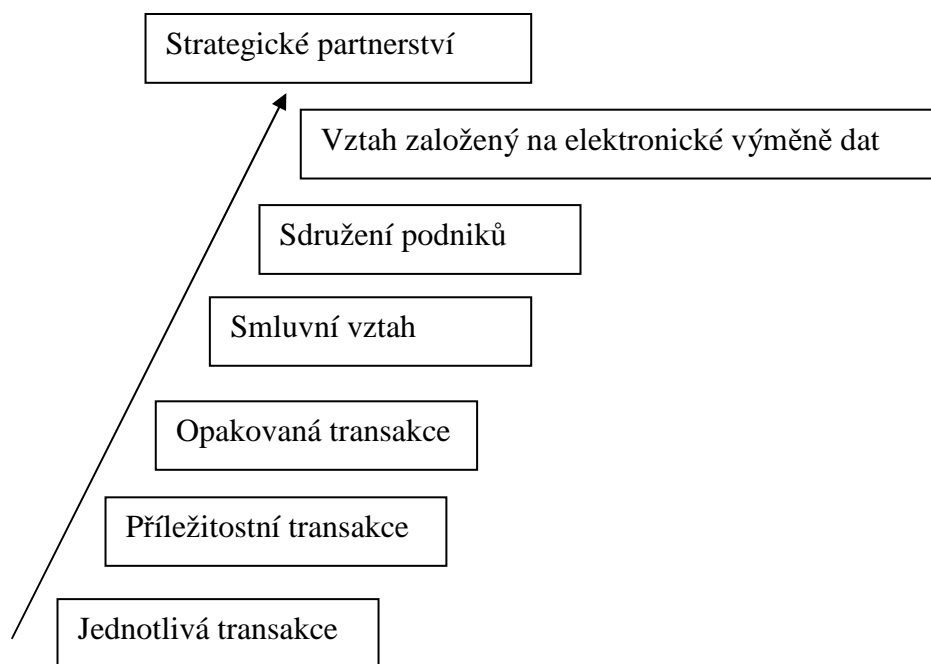 Strategické partnerství
Vztah založený na elektronické výměně dat
Sdružení podniků
Smluvní vztah
Opakovaná transakce
Příležitostní transakce
Jednotlivá transakce